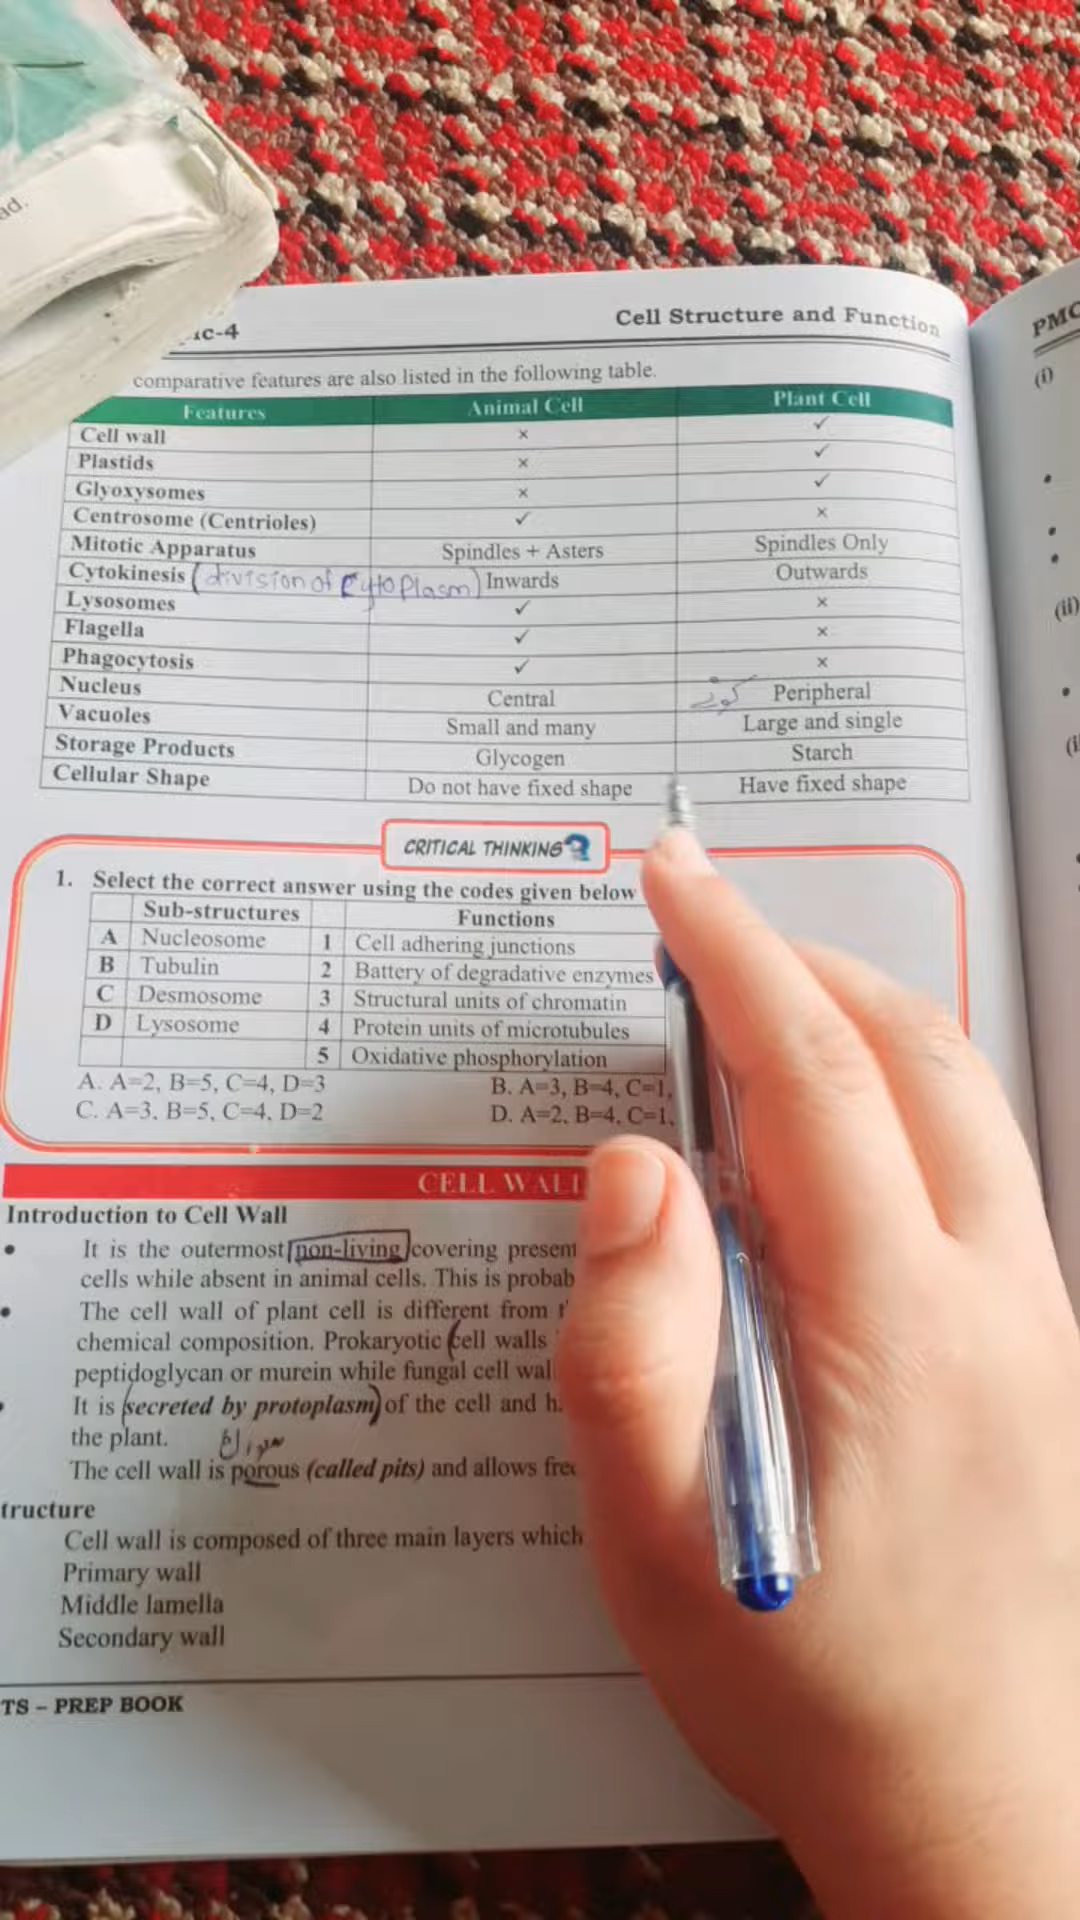 ad.
ic-4 Cell Structure and Function
comparative features are also listed in the following table.
Features Animal Cell Plant Cell
Cell wall × ✓
Plastids × ✓
Glyoxysomes × ✓
Centrosome (Centrioles) ✓ ×
Mitotic Apparatus Spindles + Asters Spindles Only
Cytokinesis (division of Cytoplasm) Inwards Outwards
Lysosomes ✓ ×
Flagella ✓ ×
Phagocytosis ✓ ×
Nucleus Central Peripheral
Vacuoles Small and many Large and single
Storage Products Glycogen Starch
Cellular Shape Do not have fixed shape Have fixed shape
CRITICAL THINKING ?
1. Select the correct answer using the codes given below
Sub-structures Functions
A Nucleosome 1 Cell adhering junctions
B Tubulin 2 Battery of degradative enzymes
C Desmosome 3 Structural units of chromatin
D Lysosome 4 Protein units of microtubules
5 Oxidative phosphorylation
A. A=2, B=5, C=4, D=3 B. A=3, B=4, C=1,
C. A=3, B=5, C=4, D=2 D. A=2, B=4, C=1,
CELL WALL
Introduction to Cell Wall
• It is the outermost non-living covering present
cells while absent in animal cells. This is probab
• The cell wall of plant cell is different from
chemical composition. Prokaryotic cell walls
peptidoglycan or murein while fungal cell wal
It is secreted by protoplasm of the cell and
the plant.
The cell wall is porous (called pits) and allows free
tructure
Cell wall is composed of three main layers which
Primary wall
Middle lamella
Secondary wall
TS – PREP BOOK
PMC
(i)
(ii)
(i